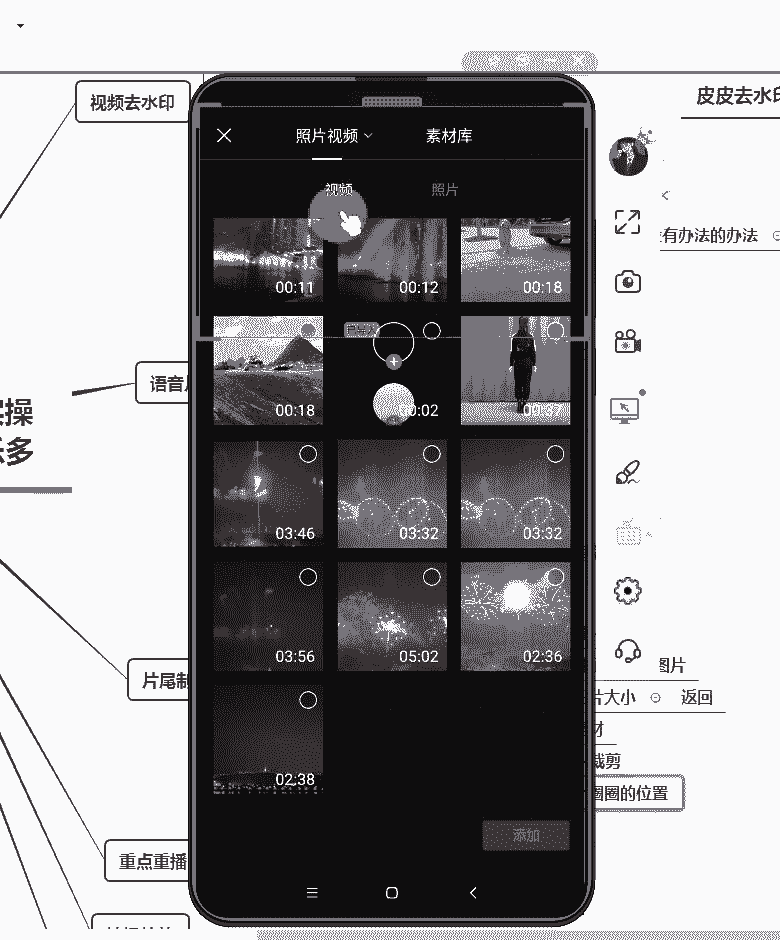 视频去水印
皮皮去水印
照片视频
素材库
视频
照片
有办法的办法
00:11
00:12
00:18
00:18
00:02
00:37
语音
操
乐多
03:46
03:32
03:32
03:56
05:02
02:36
图片
片尾制
片大小
返回
材
裁剪
02:38
圈圈的位置
添加
重点重播